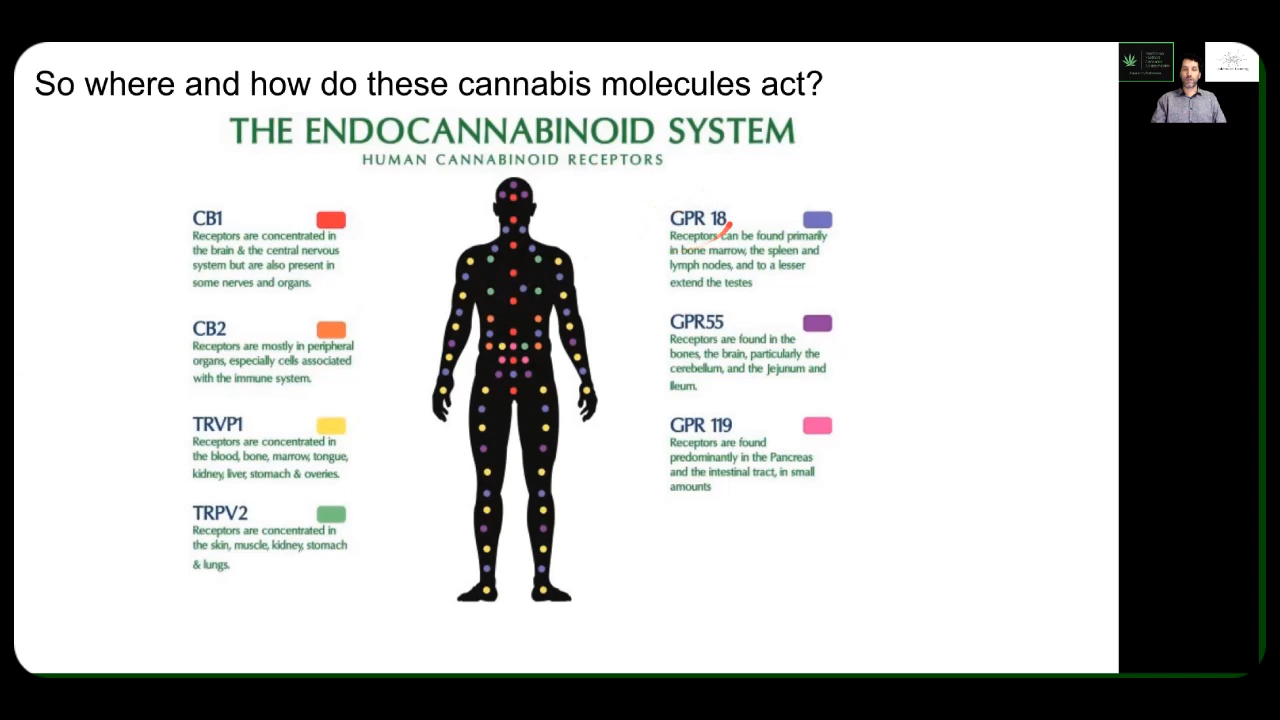 So where and how do these cannabis molecules act?
THE ENDOCANNABINOID SYSTEM
HUMAN CANNABINOID RECEPTORS
CB1
Receptors are concentrated in
the brain & the central nervous
system but are also present in
some nerves and organs.
CB2
Receptors are mostly in peripheral
organs, especially cells associated
with the immune system.
TRVP1
Receptors are concentrated in
the blood, bone, marrow, tongue,
kidney, liver, stomach & overies.
TRPV2
Receptors are concentrated in
the skin, muscle, kidney, stomach
& lungs.
GPR 18
Receptors can be found primarily
in bone marrow, the spleen and
lymph nodes, and to a lesser
extend the testes
GPR55
Receptors are found in the
bones, the brain, particularly the
cerebellum, and the Jejunum and
Ileum.
GPR 119
Receptors are found
predominantly in the Pancreas
and the intestinal tract, in small
amounts